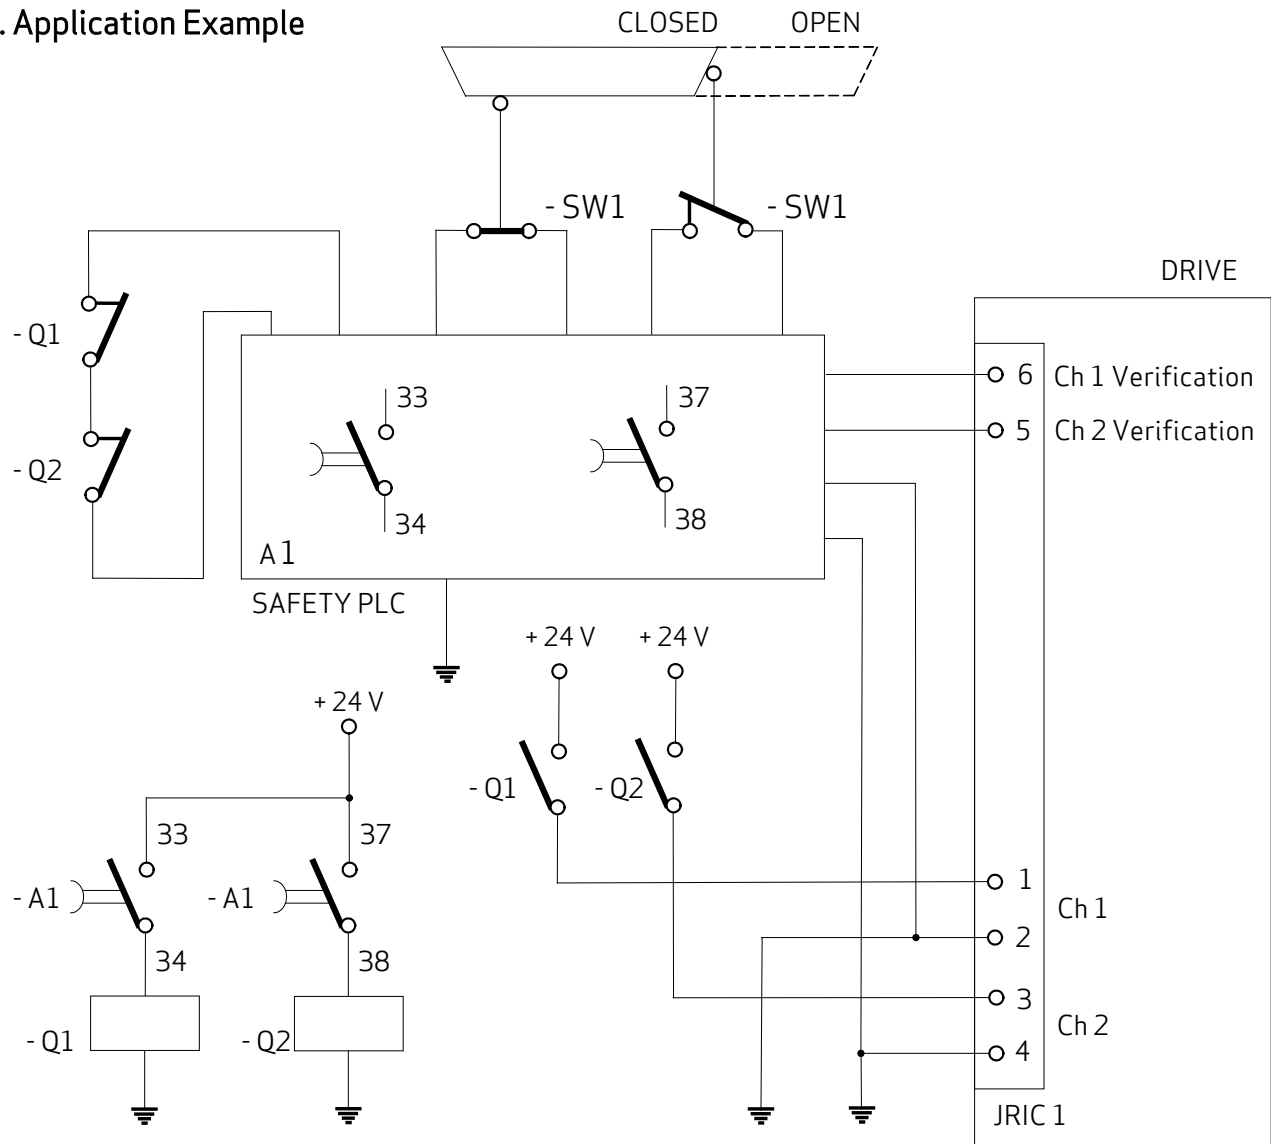 . Application Example
CLOSED OPEN
- SW1 - SW1
DRIVE
- Q1
- Q2
33
34
37
38
A1
SAFETY PLC
6 Ch 1 Verification
5 Ch 2 Verification
+ 24 V + 24 V
- Q1 - Q2
+ 24 V
33 37
- A1 - A1
34 38
- Q1 - Q2
1
Ch 1
2
3
Ch 2
4
JRIC 1